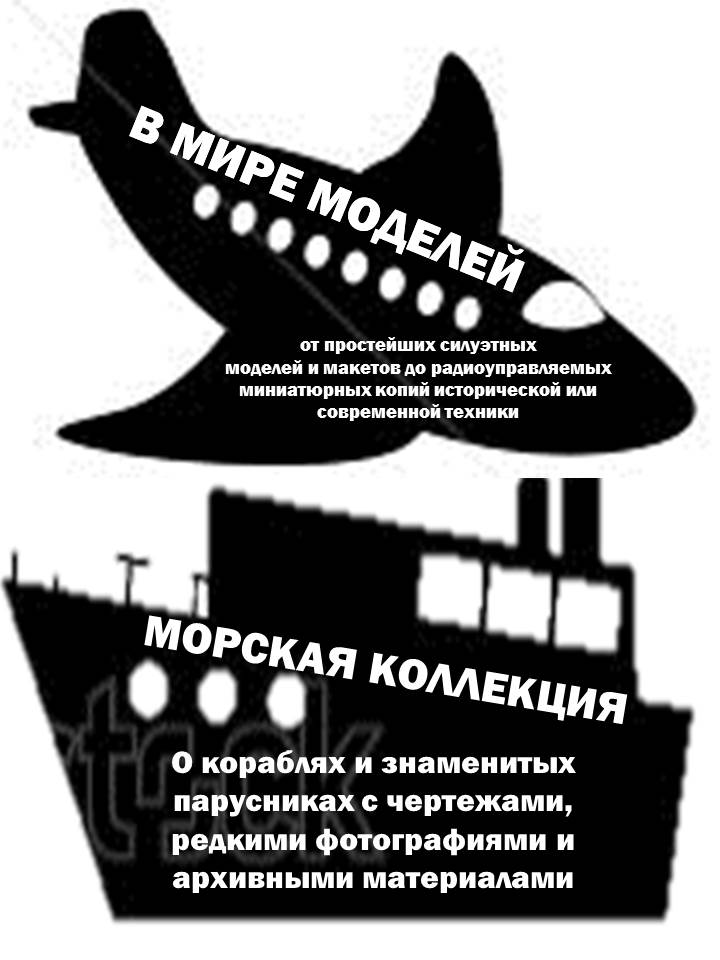 В МИРЕ МОДЕЛЕЙ
от простейших силуэтных
моделей и макетов до радиоуправляемых
миниатюрных копий исторической или
современной техники
МОРСКАЯ КОЛЛЕКЦИЯ
О кораблях и знаменитых
парусниках с чертежами,
редкими фотографиями и
архивными материалами